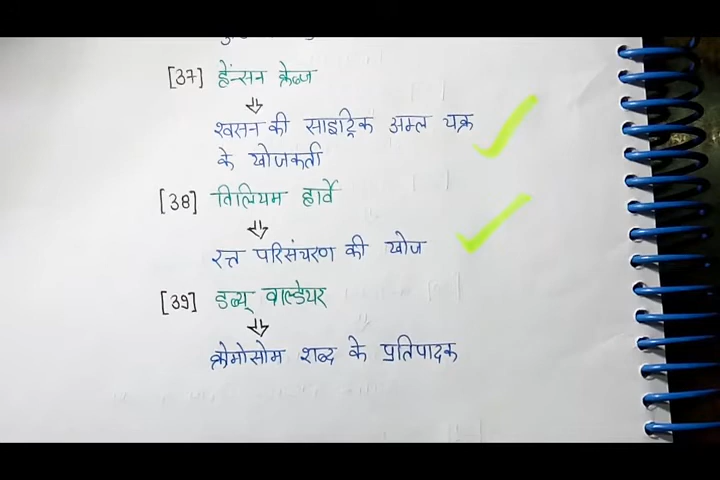 [37] हेंन्सन क्रेब्ज
श्वसन की साइट्रिक अम्ल चक्र
के खोजकर्ता
[38] विलियम हार्वे
रक्त परिसंचरण की खोज
[39] डब्ल्यू वाल्डेयर
क्रोमोसोम शब्द के प्रतिपादक